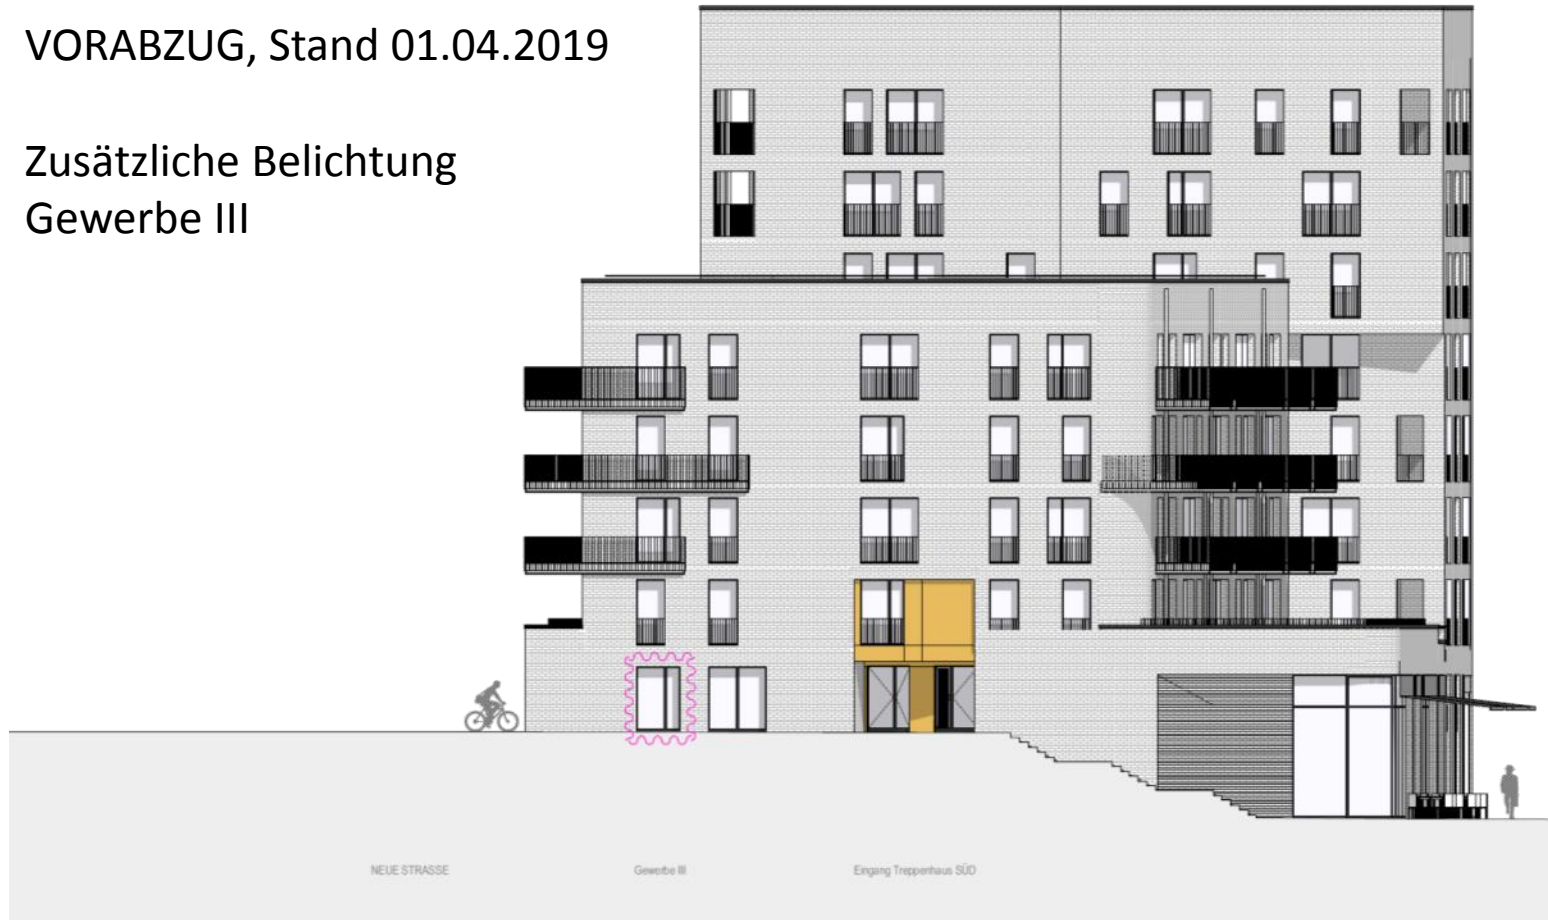 VORABZUG, Stand 01.04.2019
Zusätzliche Belichtung
Gewerbe III
NEUE STRASSE
Gewerbe III
Eingang Treppenhaus SÜD